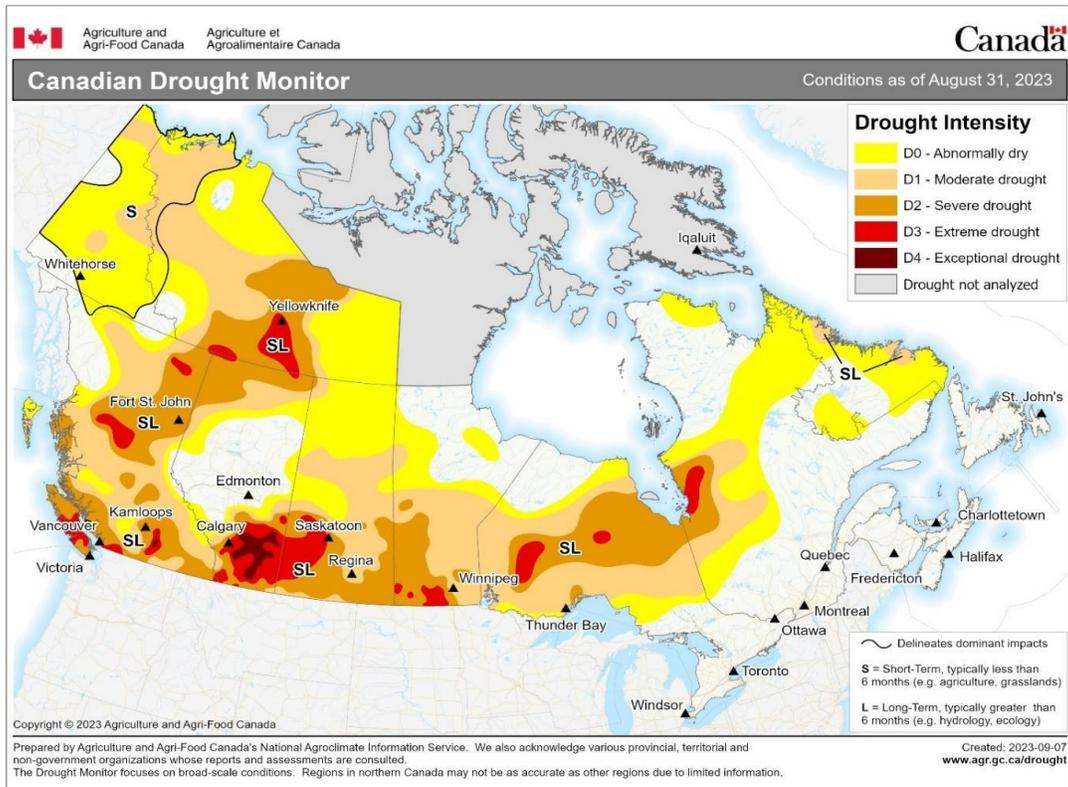 Agriculture and Agriculture et
Agri-Food Canada Agroalimentaire Canada
Canada
Canadian Drought Monitor
Conditions as of August 31, 2023
Drought Intensity
D0 - Abnormally dry
D1 - Moderate drought
D2 - Severe drought
D3 - Extreme drought
D4 - Exceptional drought
Drought not analyzed
S
Iqaluit
Whitehorse
Yellowknife
SL
SL
Fort St. John
SL
St. John's
Edmonton
Kamloops
Vancouver
Calgary
Saskatoon
Charlottetown
SL
SL
Quebec
Halifax
Victoria
SL
Regina
Winnipeg
Fredericton
Montreal
Thunder Bay
Ottawa
Toronto
Windsor
Delineates dominant impacts
S = Short-Term, typically less than
6 months (e.g. agriculture, grasslands)
L = Long-Term, typically greater than
6 months (e.g. hydrology, ecology)
Copyright © 2023 Agriculture and Agri-Food Canada
Prepared by Agriculture and Agri-Food Canada's National Agroclimate Information Service. We also acknowledge various provincial, territorial and
non-government organizations whose reports and assessments are consulted.
The Drought Monitor focuses on broad-scale conditions. Regions in northern Canada may not be as accurate as other regions due to limited information.
Created: 2023-09-07
www.agr.gc.ca/drought